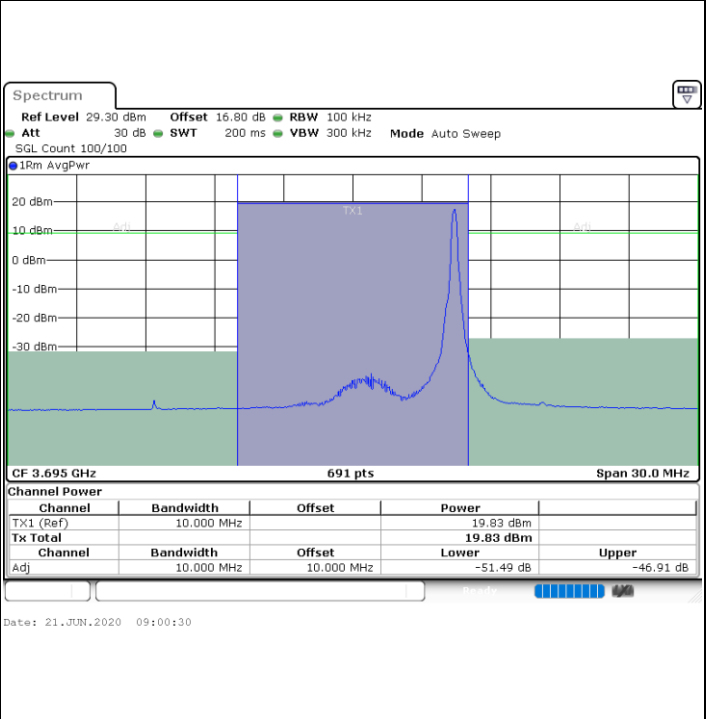 Spectrum
Ref Level 29.30 dBm Offset 16.80 dB RBW 100 kHz
Att 30 dB SWT 200 ms VBW 300 kHz Mode Auto Sweep
SGL Count 100/100
1Rm AvgPwr
20 dBm
TX1
Adj Adj
10 dBm
0 dBm
-10 dBm
-20 dBm
-30 dBm
CF 3.695 GHz 691 pts Span 30.0 MHz
Channel Power
Channel Bandwidth Offset Power
TX1 (Ref) 10.000 MHz 19.83 dBm
Tx Total 19.83 dBm
Channel Bandwidth Offset Lower Upper
Adj 10.000 MHz 10.000 MHz -51.49 dB -46.91 dB
Ready
Date: 21.JUN.2020 09:00:30